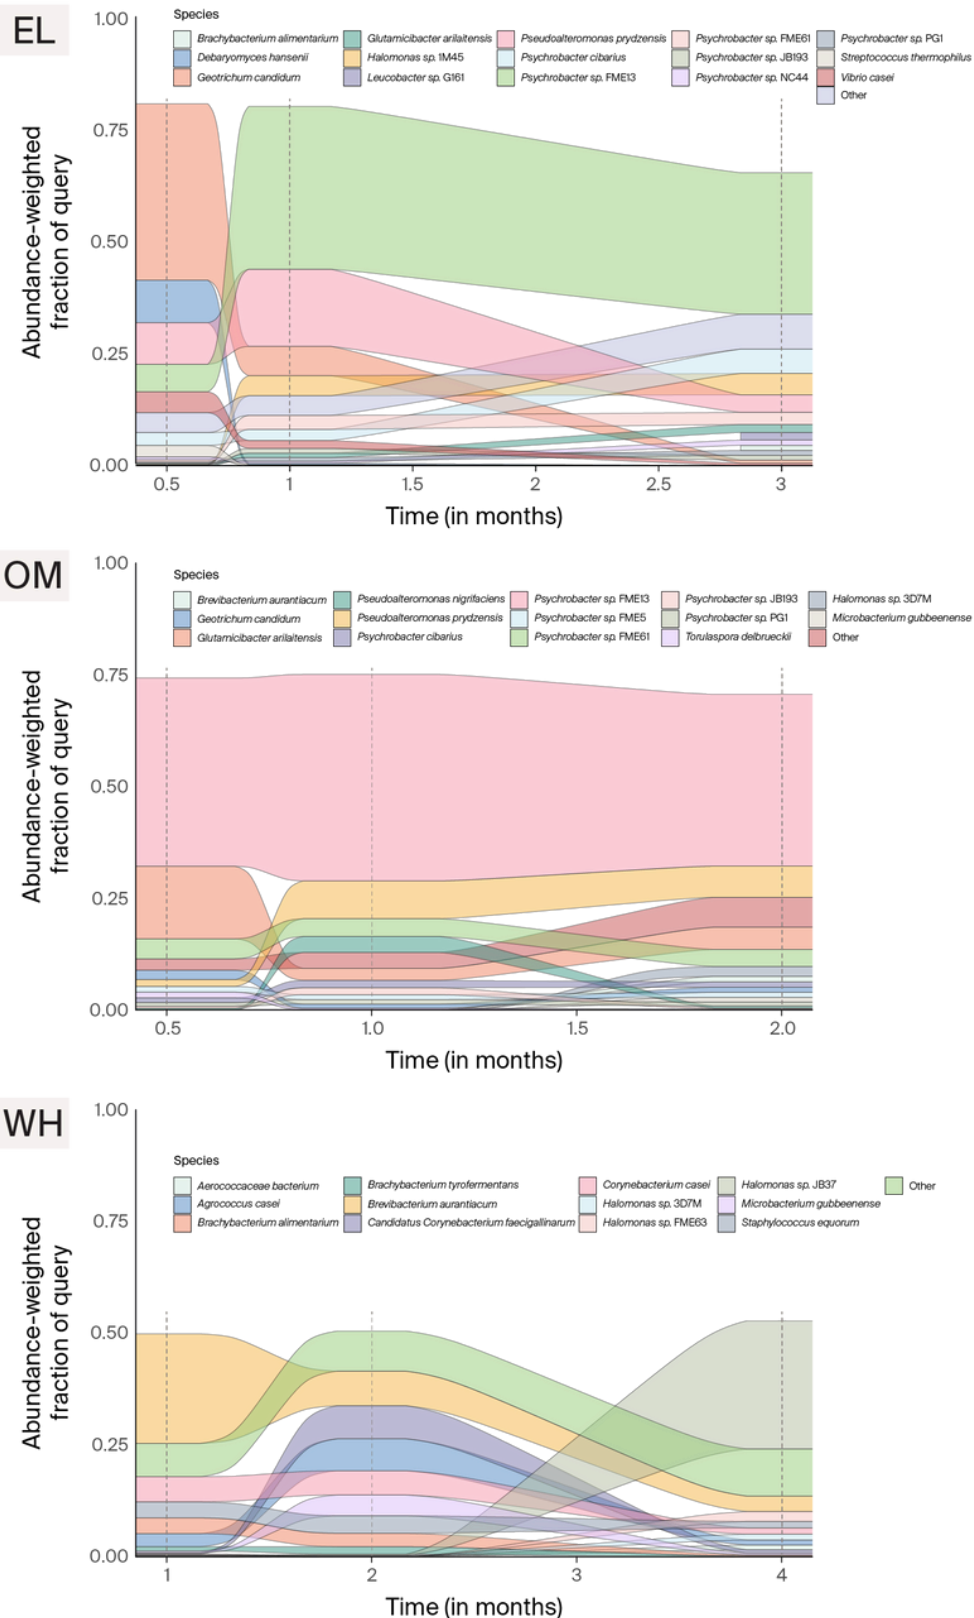 EL
1.00
0.75
0.50
0.25
0.00
Abundance-weighted
fraction of query
Species
Brachybacterium alimentarium
Debaryomyces hansenii
Geotrichum candidum
Glutamicibacter arilaitensis
Halomonas sp. 1M45
Leucobacter sp. G161
Pseudoalteromonas prydzensis
Psychrobacter cibarius
Psychrobacter sp. FME13
Psychrobacter sp. FME61
Psychrobacter sp. JB193
Psychrobacter sp. NC44
Psychrobacter sp. PG1
Streptococcus thermophilus
Vibrio casei
Other
0.5
1
1.5
2
2.5
3
Time (in months)
OM
1.00
0.75
0.50
0.25
0.00
Abundance-weighted
fraction of query
Species
Brevibacterium aurantiacum
Geotrichum candidum
Glutamicibacter arilaitensis
Pseudoalteromonas nigrifaciens
Pseudoalteromonas prydzensis
Psychrobacter cibarius
Psychrobacter sp. FME13
Psychrobacter sp. FME5
Psychrobacter sp. FME61
Psychrobacter sp. JB193
Psychrobacter sp. PG1
Torulaspora delbrueckii
Halomonas sp. 3D7M
Microbacterium gubbeenense
Other
0.5
1.0
1.5
2.0
Time (in months)
WH
1.00
0.75
0.50
0.25
0.00
Abundance-weighted
fraction of query
Species
Aerococcaceae bacterium
Agrococcus casei
Brachybacterium alimentarium
Brachybacterium tyrofermentans
Brevibacterium aurantiacum
Candidatus Corynebacterium faecigallinarum
Corynebacterium casei
Halomonas sp. 3D7M
Halomonas sp. FME63
Halomonas sp. JB37
Microbacterium gubbeenense
Staphylococcus equorum
Other
1
2
3
4
Time (in months)